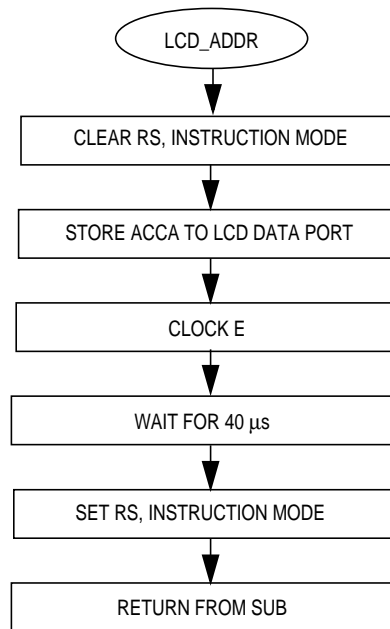 LCD_ADDR
CLEAR RS, INSTRUCTION MODE
STORE ACCA TO LCD DATA PORT
CLOCK E
WAIT FOR 40 μs
SET RS, INSTRUCTION MODE
RETURN FROM SUB